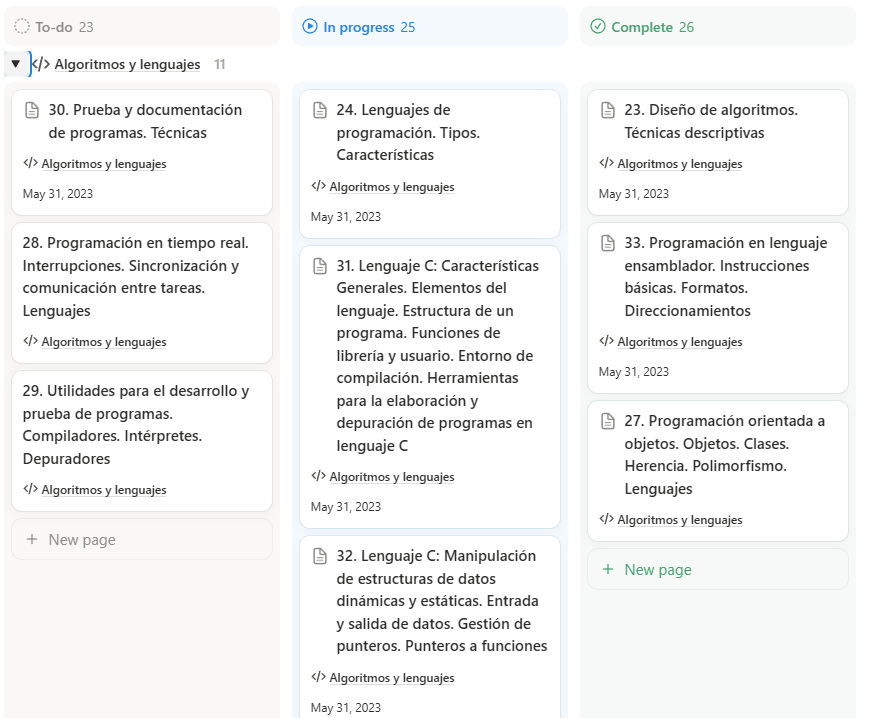 To-do 23
In progress 25
Complete 26
</> Algoritmos y lenguajes 11
30. Prueba y documentación
de programas. Técnicas
</> Algoritmos y lenguajes
May 31, 2023
28. Programación en tiempo real.
Interrupciones. Sincronización y
comunicación entre tareas.
Lenguajes
</> Algoritmos y lenguajes
29. Utilidades para el desarrollo y
prueba de programas.
Compiladores. Intérpretes.
Depuradores
</> Algoritmos y lenguajes
+ New page
24. Lenguajes de
programación. Tipos.
Características
</> Algoritmos y lenguajes
May 31, 2023
31. Lenguaje C: Características
Generales. Elementos del
lenguaje. Estructura de un
programa. Funciones de
librería y usuario. Entorno de
compilación. Herramientas
para la elaboración y
depuración de programas en
lenguaje C
</> Algoritmos y lenguajes
May 31, 2023
32. Lenguaje C: Manipulación
de estructuras de datos
dinámicas y estáticas. Entrada
y salida de datos. Gestión de
punteros. Punteros a funciones
</> Algoritmos y lenguajes
May 31, 2023
23. Diseño de algoritmos.
Técnicas descriptivas
</> Algoritmos y lenguajes
May 31, 2023
33. Programación en lenguaje
ensamblador. Instrucciones
básicas. Formatos.
Direccionamientos
</> Algoritmos y lenguajes
May 31, 2023
27. Programación orientada a
objetos. Objetos. Clases.
Herencia. Polimorfismo.
Lenguajes
</> Algoritmos y lenguajes
+ New page